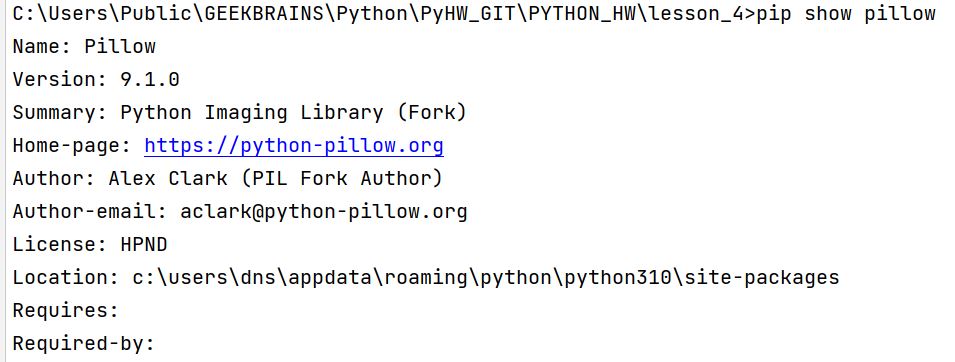 C:\Users\Public\GEEKBRAINS\Python\PyHW_GIT\PYTHON_HW\lesson_4>pip show pillow
Name: Pillow
Version: 9.1.0
Summary: Python Imaging Library (Fork)
Home-page: https://python-pillow.org
Author: Alex Clark (PIL Fork Author)
Author-email: aclark@python-pillow.org
License: HPND
Location: c:\users\dns\appdata\roaming\python\python310\site-packages
Requires:
Required-by: